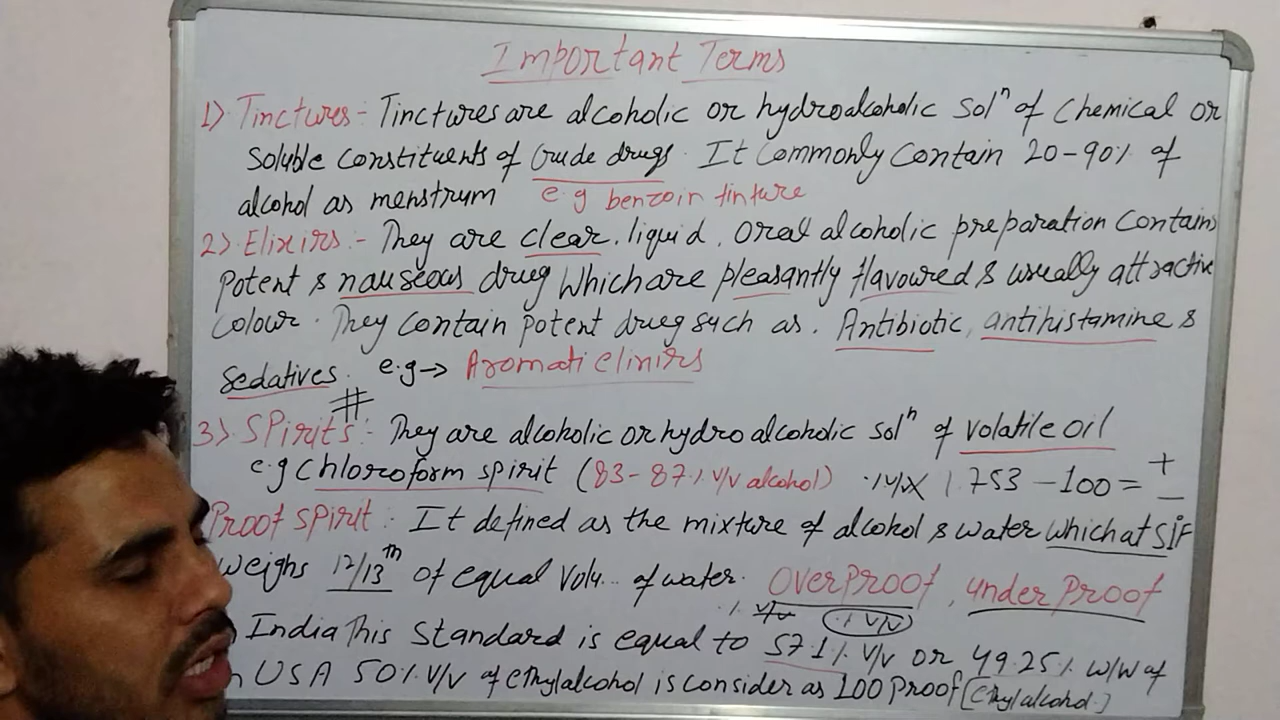 Important Terms
1) Tinctures - Tinctures are alcoholic or hydroalcoholic solⁿ of chemical or
soluble constituents of crude drugs. It commonly contain 20-90% of
alcohol as menstrum e.g benzoin tinture
2) Elixirs :- They are clear, liquid, oral alcoholic preparation contains
Potent & nauseous drug which are pleasantly flavoured & usually attractive
colour. They contain potent drug such as. Antibiotic, antihistamine &
sedatives. e.g → Aromati elixirs
#
3) Spirits :- They are alcoholic or hydro alcoholic solⁿ of volatile oil
e.g chloroform spirit (83-87% v/v alcohol) % v/v x 1.753 - 100 = + -
Proof spirit : It defined as the mixture of alcohol & water which at 51°F
weighs 12/13th of equal Volu... of water. OverProof, underProof
% v/v % v/v
India This standard is equal to 57.1% v/v or 49.25% w/w of
USA 50% v/v of ethylalcohol is consider as 100 proof [Ethylalcohol.]